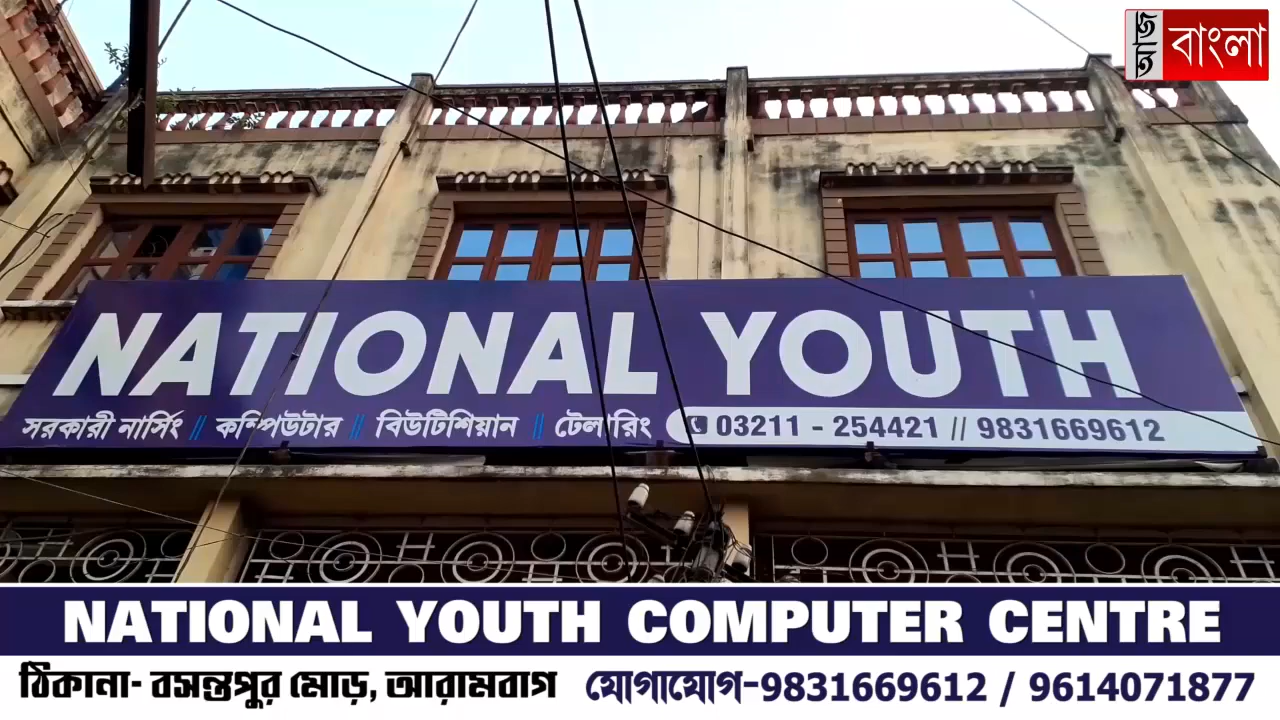 আজ বাংলা
NATIONAL YOUTH
সরকারী নার্সিং || কম্পিউটার || বিউটিশিয়ান || টেলারিং 03211 - 254421 // 9831669612
NATIONAL YOUTH COMPUTER CENTRE
ঠিকানা- বসন্তপুর মোড়, আরামবাগ যোগাযোগ-9831669612 / 9614071877